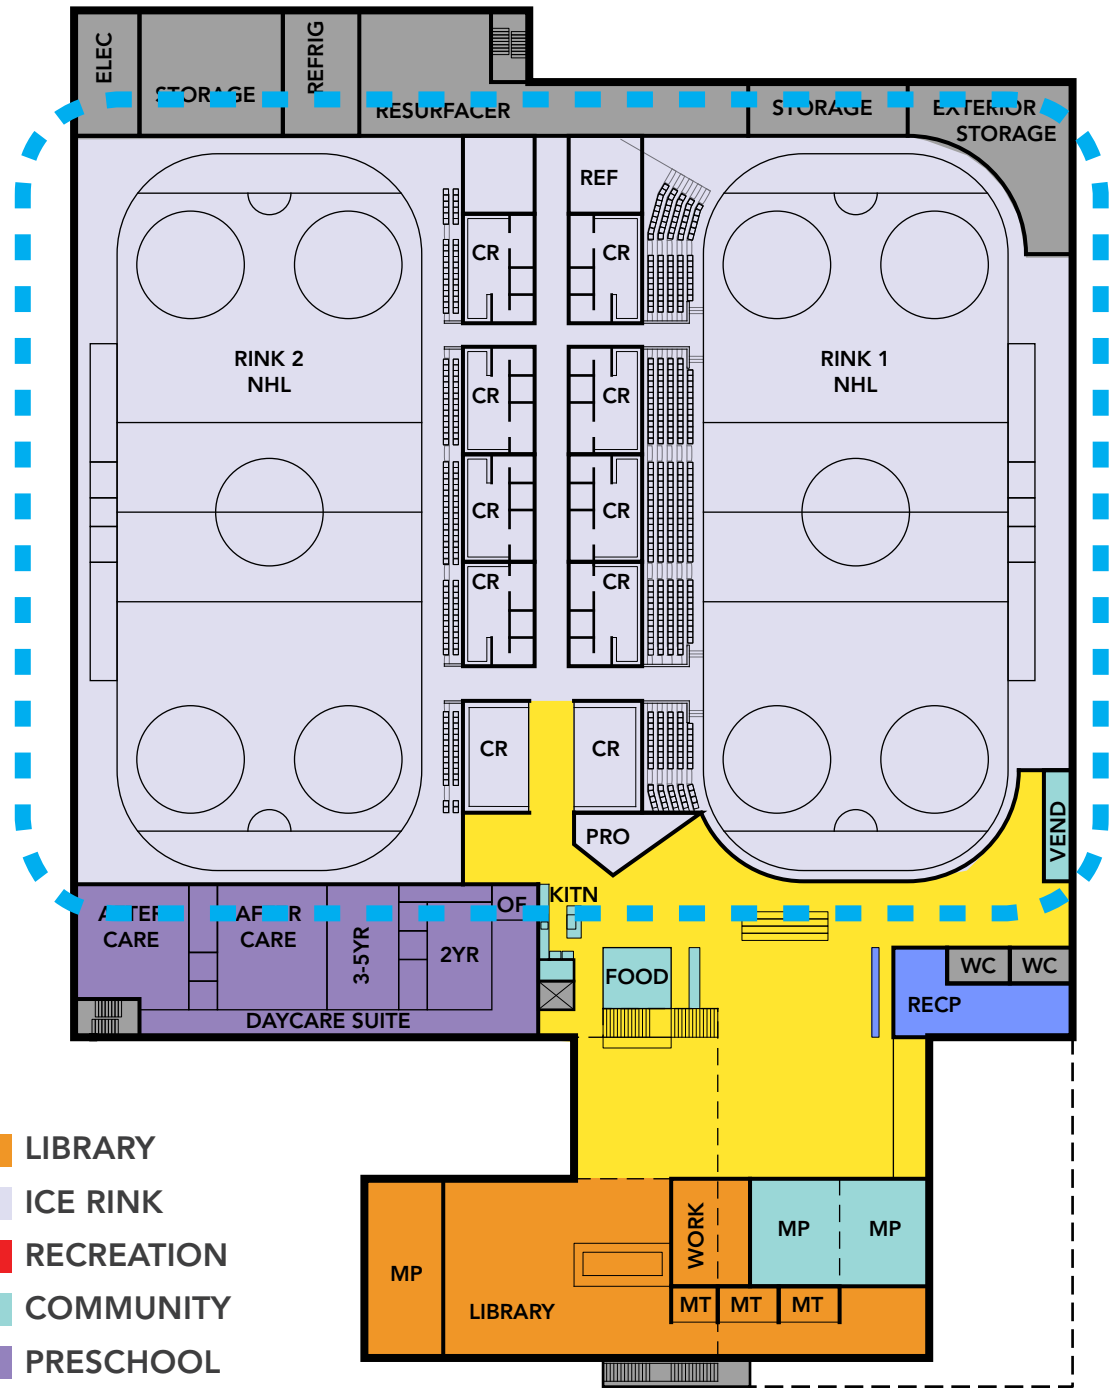 ELEC
STORAGE
REFRIG
RESURFACER
STORAGE
EXTERIOR
STORAGE
REF
CR
CR
RINK 2
NHL
RINK 1
NHL
CR
CR
CR
CR
CR
CR
CR
CR
PRO
VEND
AFTER
CARE
AFTER
CARE
3-5YR
2YR
OF
KITN
DAYCARE SUITE
FOOD
WC
WC
RECP
LIBRARY
ICE RINK
RECREATION
COMMUNITY
PRESCHOOL
MP
LIBRARY
WORK
MP
MP
MT
MT
MT